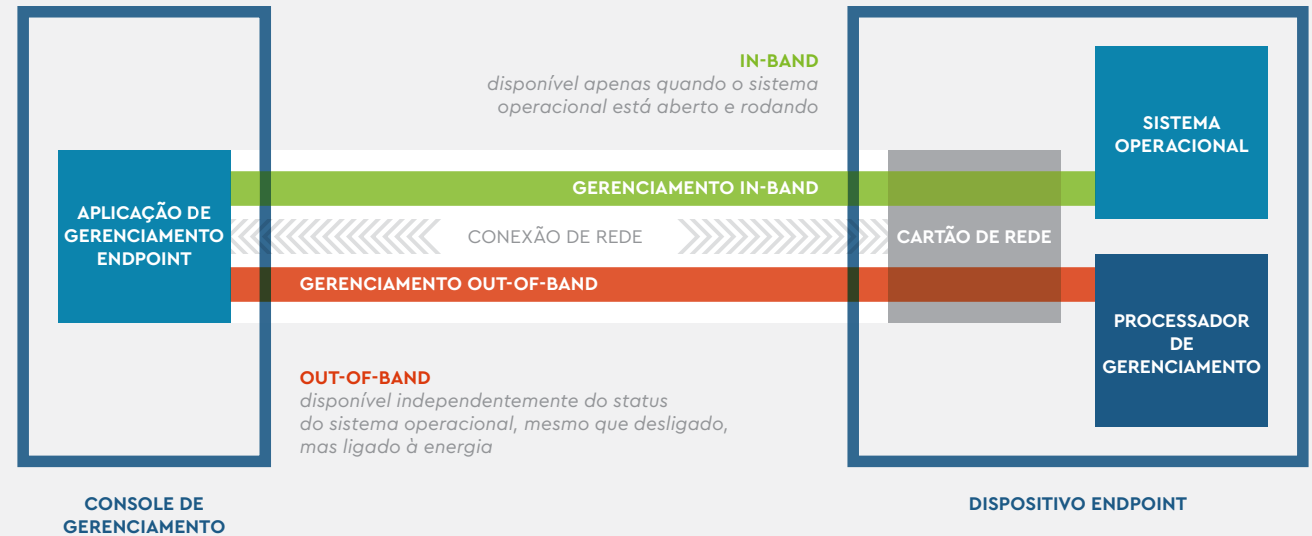 IN-BAND
disponível apenas quando o sistema
operacional está aberto e rodando
SISTEMA
OPERACIONAL
GERENCIAMENTO IN-BAND
APLICAÇÃO DE
GERENCIAMENTO
ENDPOINT
CONEXÃO DE REDE
CARTÃO DE REDE
GERENCIAMENTO OUT-OF-BAND
PROCESSADOR
DE
GERENCIAMENTO
OUT-OF-BAND
disponível independentemente do status
do sistema operacional, mesmo que desligado,
mas ligado à energia
CONSOLE DE
GERENCIAMENTO
DISPOSITIVO ENDPOINT